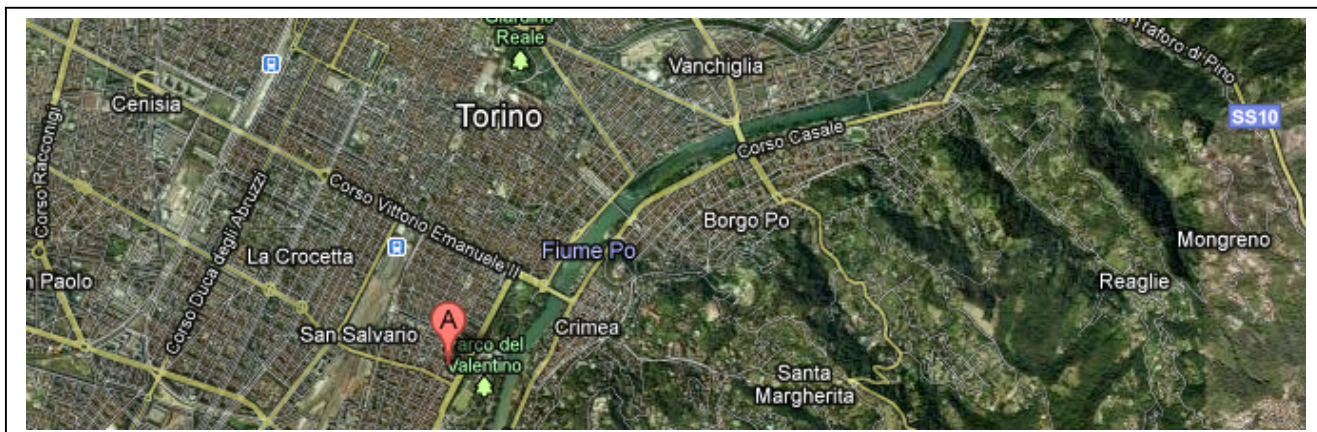 Giardino
Reale
Vanchiglia
Traforo di Pino
Cenisia
Torino
SS10
Corso Casale
Corso Racconigi
Corso Vittorio Emanuele II
Corso Duca degli Abruzzi
Borgo Po
Mongreno
La Crocetta
Fiume Po
Reaglie
n Paolo
A
San Salvario
Crimea
Parco del
Valentino
Santa
Margherita